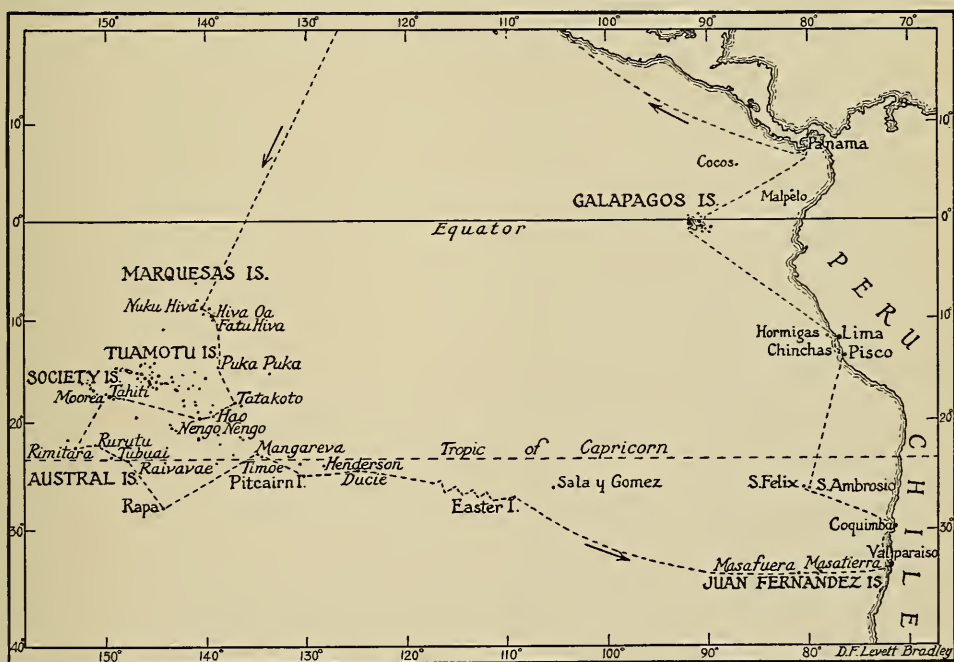 150° 140° 130° 120° 110° 100° 90° 80° 70°
10° 10°
Panama
Cocos
Malpelo
GALAPAGOS IS.
0° 0°
Equator
PERU
MARQUESAS IS.
Nuku Hiva
Hiva Oa
Fatu Hiva
10° 10°
Hormigas Lima
Chinchas Pisco
TUAMOTU IS.
Puka Puka
SOCIETY IS.
Moorea Tahiti
Tatakoto
Hao
Nengo Nengo
20° 20°
Rurutu
Rimitara Tubuai
Mangareva
Tropic of Capricorn
CHILE
AUSTRAL IS.
Raivavae
Timoe
Henderson
Pitcairn I.
Ducie
Sala y Gomez
S.Felix S.Ambrosio
Rapa
Easter I.
Coquimbo
30° 30°
Valparaiso
Masafuera Masatierra
JUAN FERNANDEZ IS.
40° 40°
150° 140° 130° 120° 110° 100° 90° 80°
D.F.Levett Bradley